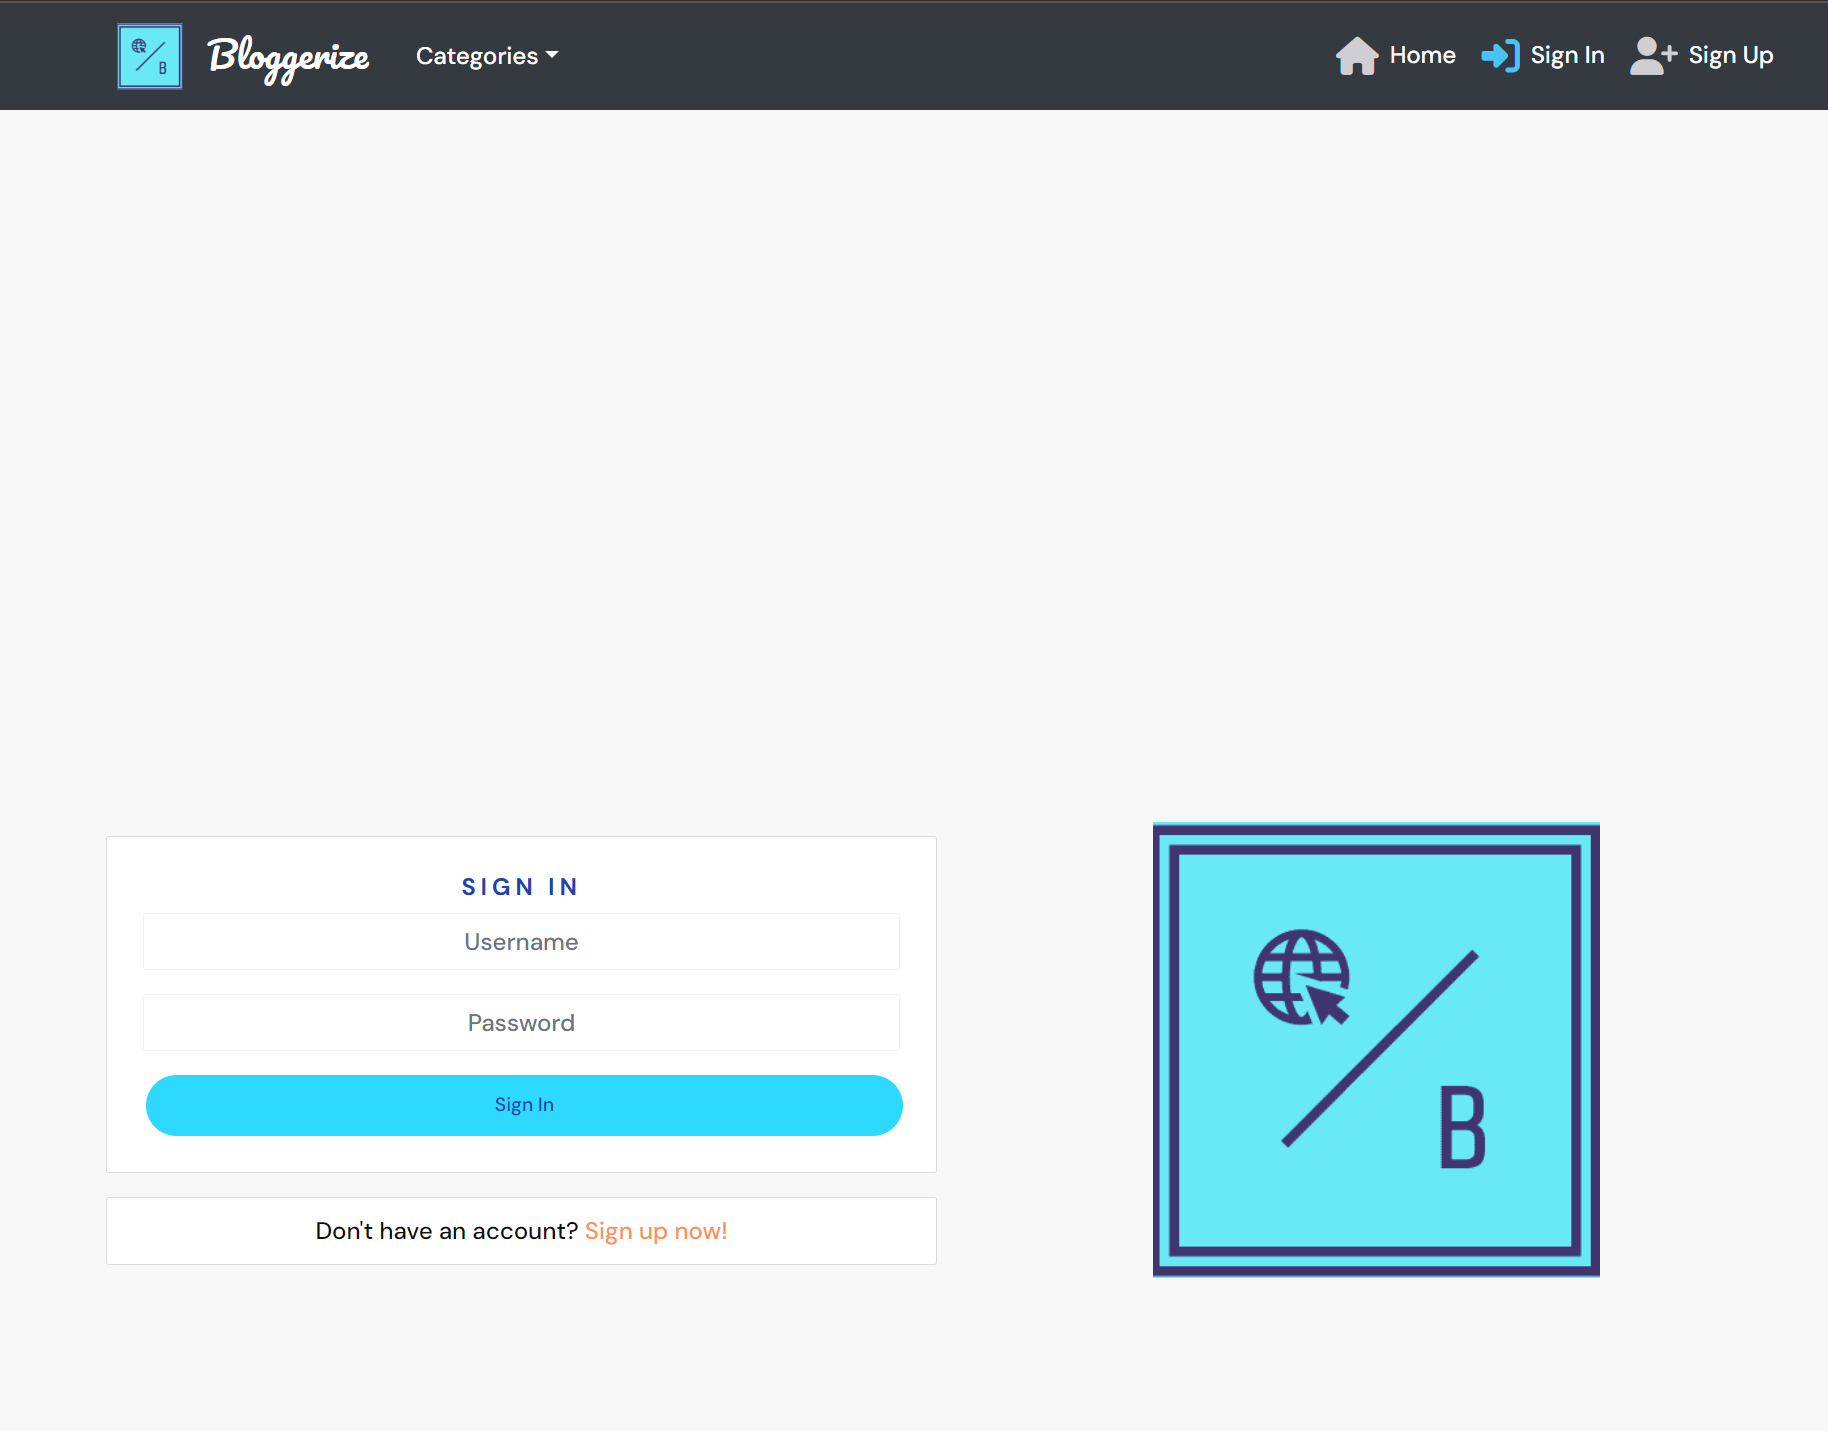 Bloggerize Categories Home Sign In Sign Up
SIGN IN
Username
Password
Sign In
Don't have an account? Sign up now!
B
B